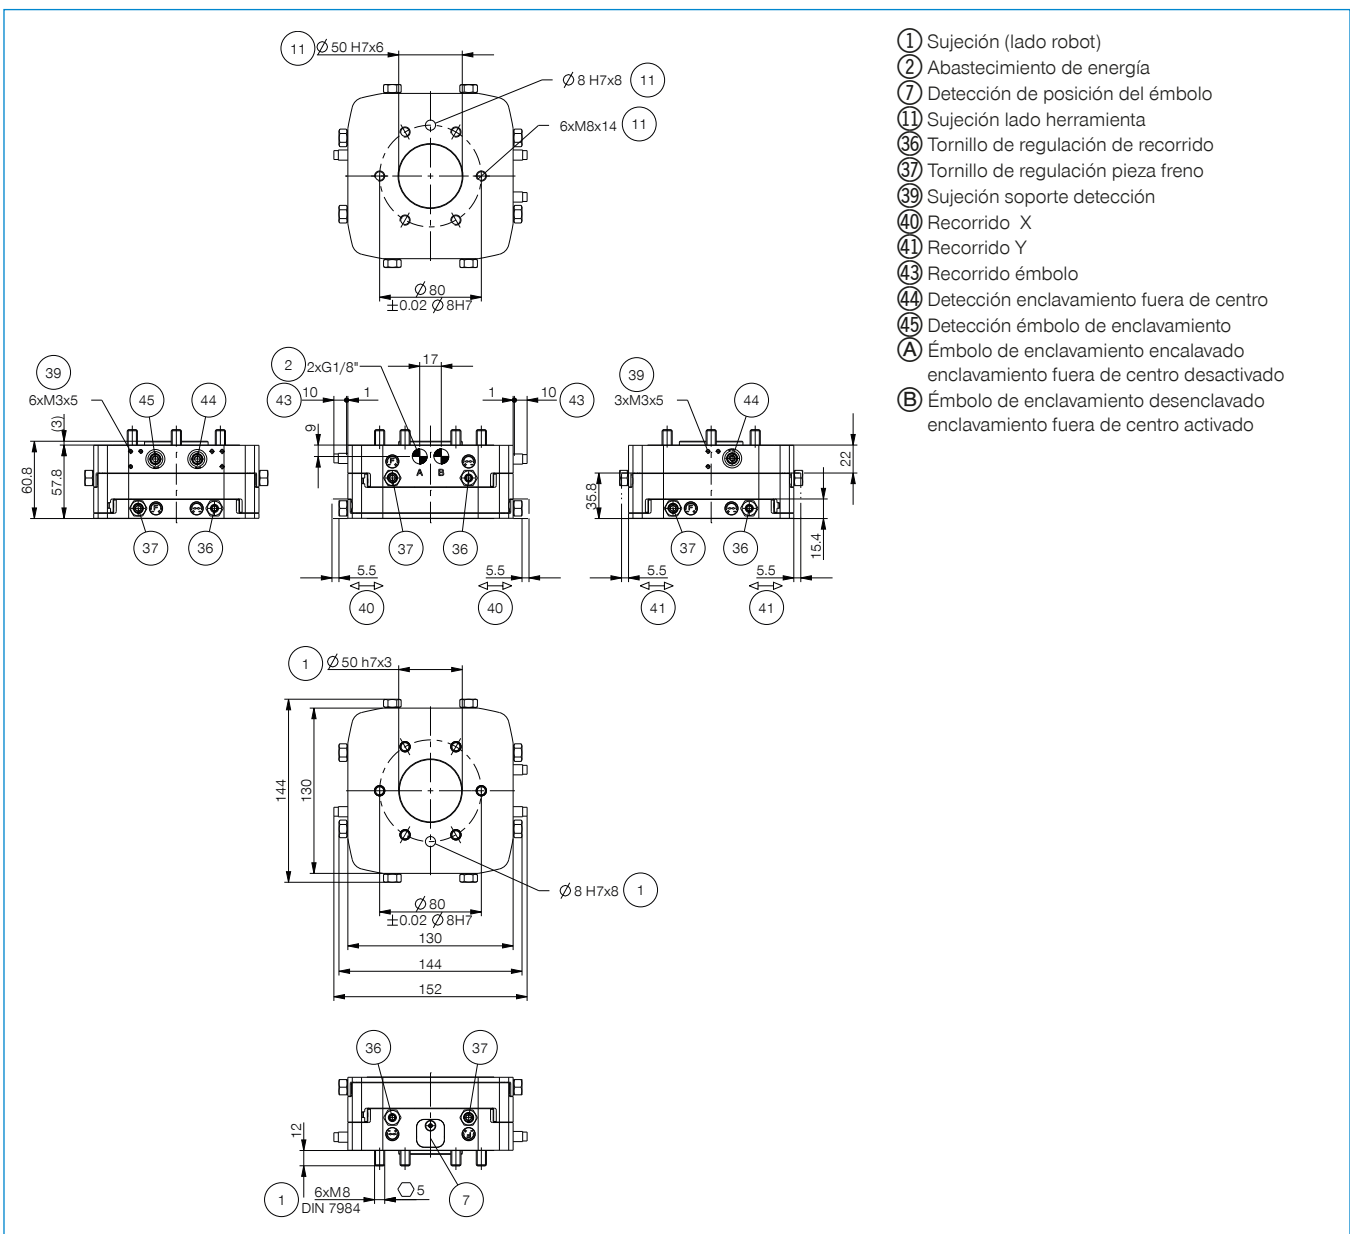 11 Ø 50 H7x6
Ø 8 H7x8 11
6xM8x14 11
Ø 80
±0.02 Ø 8H7
1 Sujeción (lado robot)
2 Abastecimiento de energía
7 Detección de posición del émbolo
11 Sujeción lado herramienta
36 Tornillo de regulación de recorrido
37 Tornillo de regulación pieza freno
39 Sujeción soporte detección
40 Recorrido X
41 Recorrido Y
43 Recorrido émbolo
44 Detección enclavamiento fuera de centro
45 Detección émbolo de enclavamiento
A Émbolo de enclavamiento encalavado
enclavamiento fuera de centro desactivado
B Émbolo de enclavamiento desenclavado
enclavamiento fuera de centro activado
39
6xM3x5
45
44
(3)
60.8
57.8
37
36
2 2xG1/8"
17
43 10 1
1 10 43
9
A B
37
36
5.5
5.5
40
40
39
3xM3x5
44
22
35.8
15.4
37
36
5.5
5.5
41
41
1 Ø 50 h7x3
144
130
Ø 8 H7x8 1
Ø 80
±0.02 Ø 8H7
130
144
152
36
37
12
1 6xM8
DIN 7984
5
7